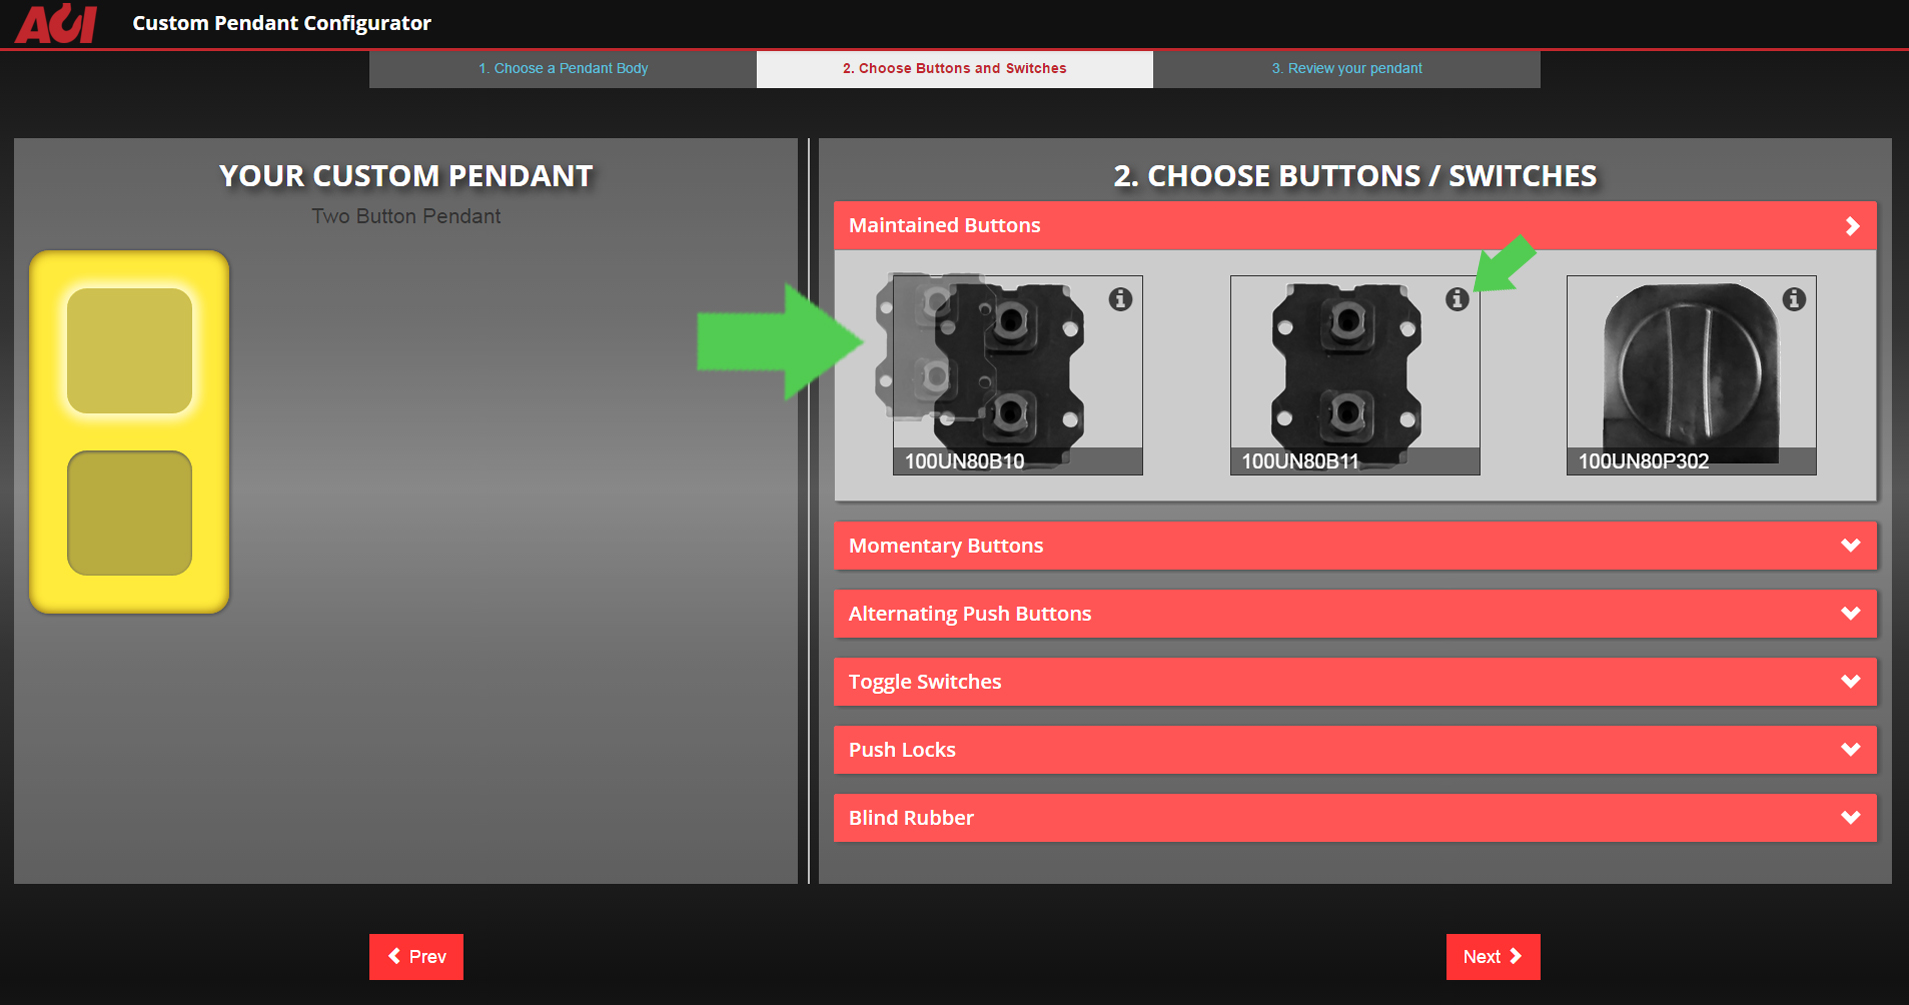 ACI
Custom Pendant Configurator
1. Choose a Pendant Body
2. Choose Buttons and Switches
3. Review your pendant
YOUR CUSTOM PENDANT
Two Button Pendant
2. CHOOSE BUTTONS / SWITCHES
Maintained Buttons
100UN80B10
100UN80B11
100UN80P302
Momentary Buttons
Alternating Push Buttons
Toggle Switches
Push Locks
Blind Rubber
Prev
Next